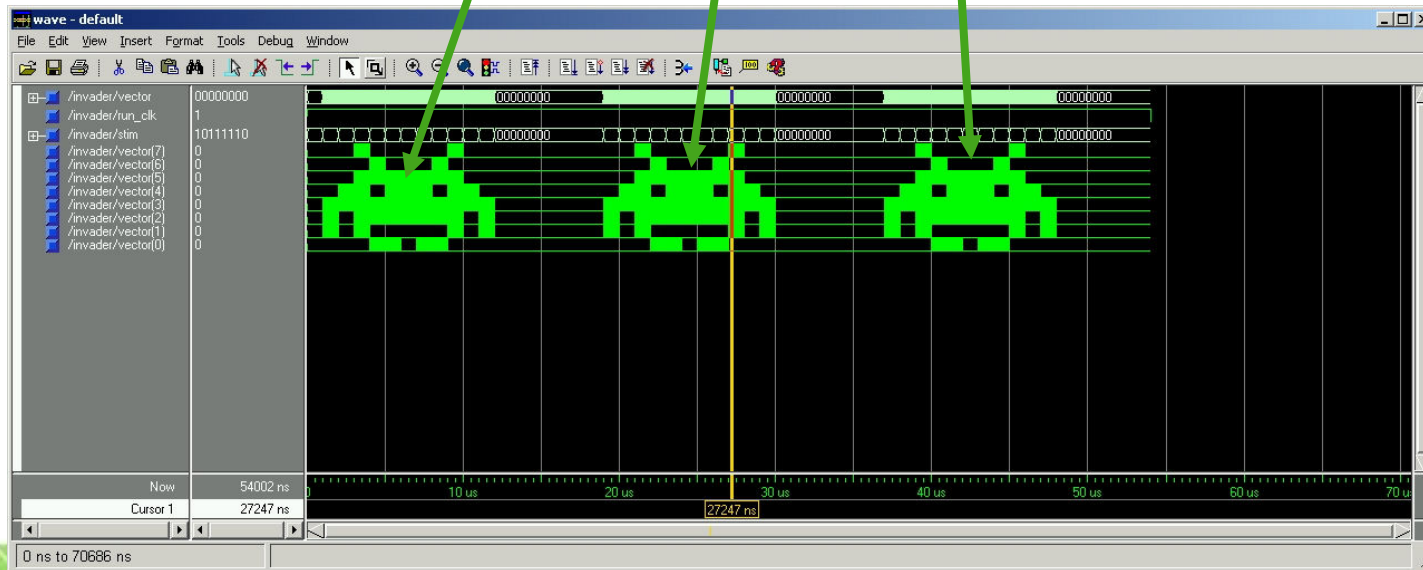 wave - default
File Edit View Insert Format Tools Debug Window
/invader/vector 00000000 00000000 00000000 00000000
/invader/run_clk 1
/invader/stim 10111110 00000000 00000000 00000000
/invader/vector(7) 0
/invader/vector(6) 0
/invader/vector(5) 0
/invader/vector(4) 0
/invader/vector(3) 0
/invader/vector(2) 0
/invader/vector(1) 0
/invader/vector(0) 0
Now 54002 ns 10 us 20 us 30 us 40 us 50 us 60 us 70 u
Cursor 1 27247 ns 27247 ns
0 ns to 70686 ns